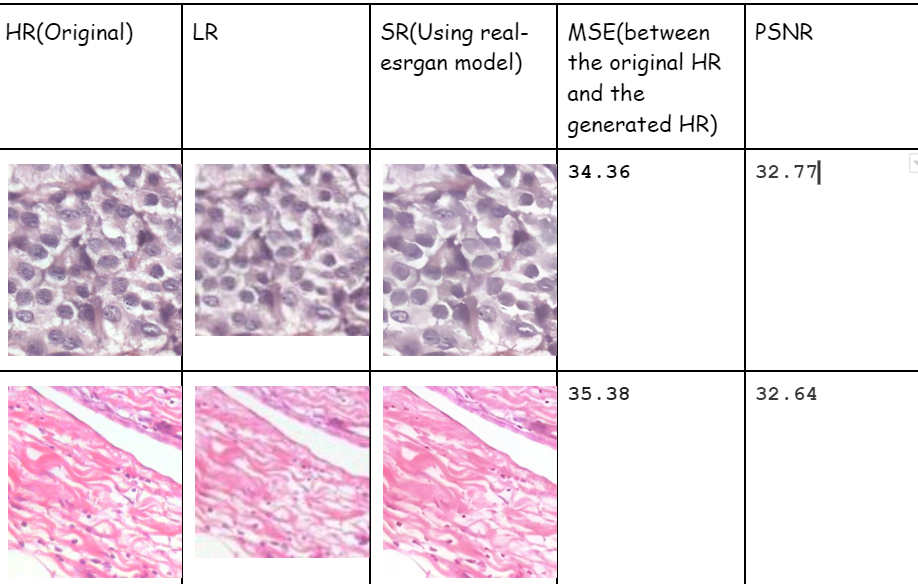 HR(Original)
LR
SR(Using real-
esrgan model)
MSE(between
the original HR
and the
generated HR)
PSNR
34.36
32.77
35.38
32.64